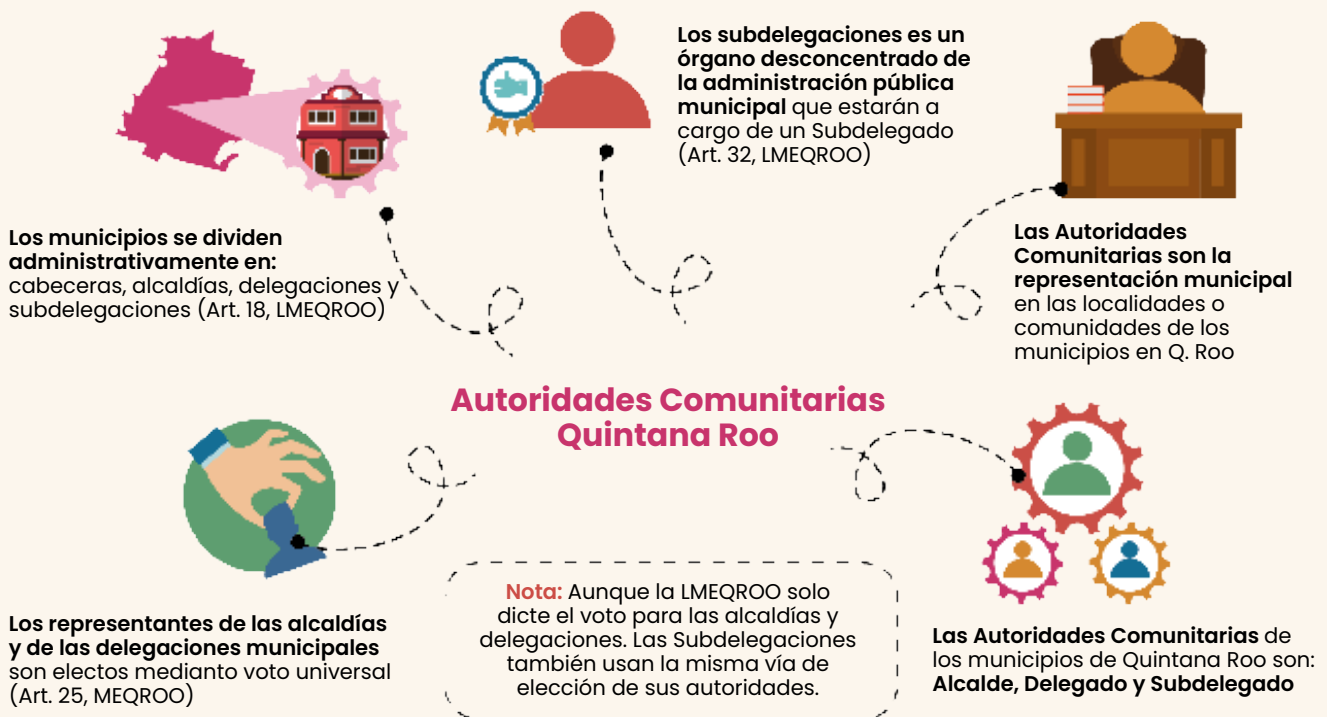 Los municipios se dividen
administrativamente en:
cabeceras, alcaldías, delegaciones y
subdelegaciones (Art. 18, LMEQROO)
Los subdelegaciones es un
órgano desconcentrado de
la administración pública
municipal que estarán a
cargo de un Subdelegado
(Art. 32, LMEQROO)
Las Autoridades
Comunitarias son la
representación municipal
en las localidades o
comunidades de los
municipios en Q. Roo
Autoridades Comunitarias
Quintana Roo
Los representantes de las alcaldías
y de las delegaciones municipales
son electos medianto voto universal
(Art. 25, MEQROO)
Nota: Aunque la LMEQROO solo
dicte el voto para las alcaldías y
delegaciones. Las Subdelegaciones
también usan la misma vía de
elección de sus autoridades.
Las Autoridades Comunitarias de
los municipios de Quintana Roo son:
Alcalde, Delegado y Subdelegado